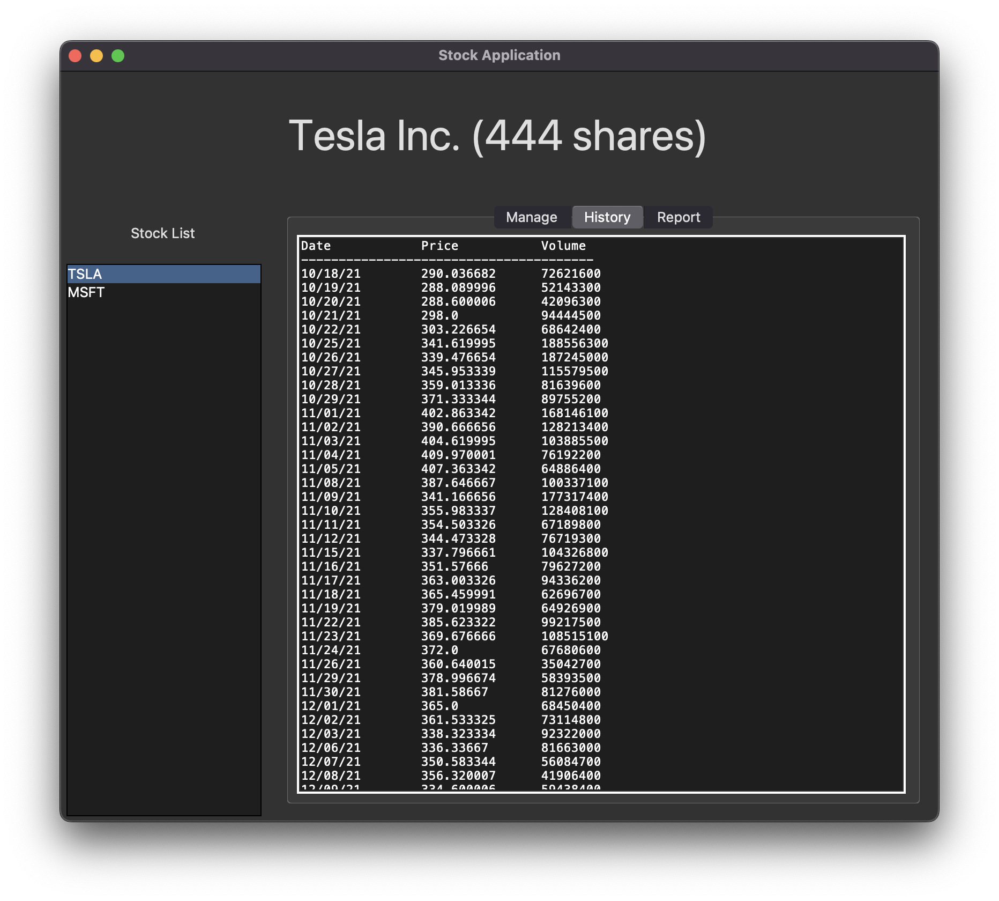 Stock Application
Tesla Inc. (444 shares)
Manage History Report
Stock List
TSLA
MSFT
Date Price Volume
---------------------------------------
10/18/21 290.036682 72621600
10/19/21 288.089996 52143300
10/20/21 288.600006 42096300
10/21/21 298.0 94444500
10/22/21 303.226654 68642400
10/25/21 341.619995 188556300
10/26/21 339.476654 187245000
10/27/21 345.953339 115579500
10/28/21 359.013336 81639600
10/29/21 371.333344 89755200
11/01/21 402.863342 168146100
11/02/21 390.666656 128213400
11/03/21 404.619995 103885500
11/04/21 409.970001 76192200
11/05/21 407.363342 64886400
11/08/21 387.646667 100337100
11/09/21 341.166656 177317400
11/10/21 355.983337 128408100
11/11/21 354.503326 67189800
11/12/21 344.473328 76719300
11/15/21 337.796661 104326800
11/16/21 351.57666 79627200
11/17/21 363.003326 94336200
11/18/21 365.459991 62696700
11/19/21 379.019989 64926900
11/22/21 385.623322 99217500
11/23/21 369.676666 108515100
11/24/21 372.0 67680600
11/26/21 360.640015 35042700
11/29/21 378.996674 58393500
11/30/21 381.58667 81276000
12/01/21 365.0 68450400
12/02/21 361.533325 73114800
12/03/21 338.323334 92322000
12/06/21 336.33667 81663000
12/07/21 350.583344 56084700
12/08/21 356.320007 41906400
12/09/21 334.600006 59438400